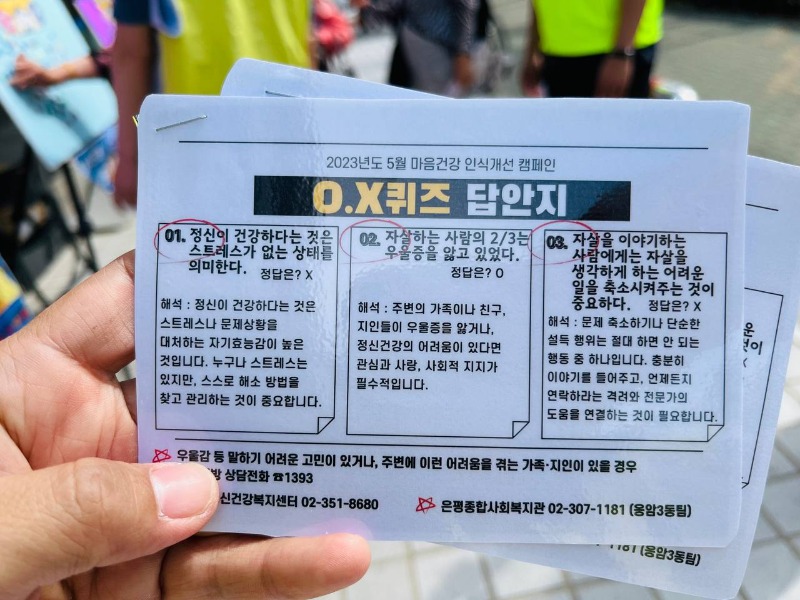 2023년도 5월 마음건강 인식개선 캠페인
O.X퀴즈 답안지
01. 정신이 건강하다는 것은
스트레스가 없는 상태를
의미한다. 정답은? X
해석 : 정신이 건강하다는 것은
스트레스나 문제상황을
대처하는 자기효능감이 높은
것입니다. 누구나 스트레스는
있지만, 스스로 해소 방법을
찾고 관리하는 것이 중요합니다.
02. 자살하는 사람의 2/3는
우울증을 앓고 있었다.
정답은? O
해석 : 주변의 가족이나 친구,
지인들이 우울증을 앓거나,
정신건강의 어려움이 있다면
관심과 사랑, 사회적 지지가
필수적입니다.
03. 자살을 이야기하는
사람에게는 자살을
생각하게 하는 어려운
일을 축소시켜주는 것이
중요하다. 정답은? X
해석 : 문제 축소하기나 단순한
설득 행위는 절대 하면 안 되는
행동 중 하나입니다. 충분히
이야기를 들어주고, 언제든지
연락하라는 격려와 전문가의
도움을 연결하는 것이 필요합니다.
우울감 등 말하기 어려운 고민이 있거나, 주변에 이런 어려움을 겪는 가족·지인이 있을 경우
방 상담전화 ☎1393
신건강복지센터 02-351-8680
은평종합사회복지관 02-307-1181 (응암3동팀)
1181 (응암3동팀)